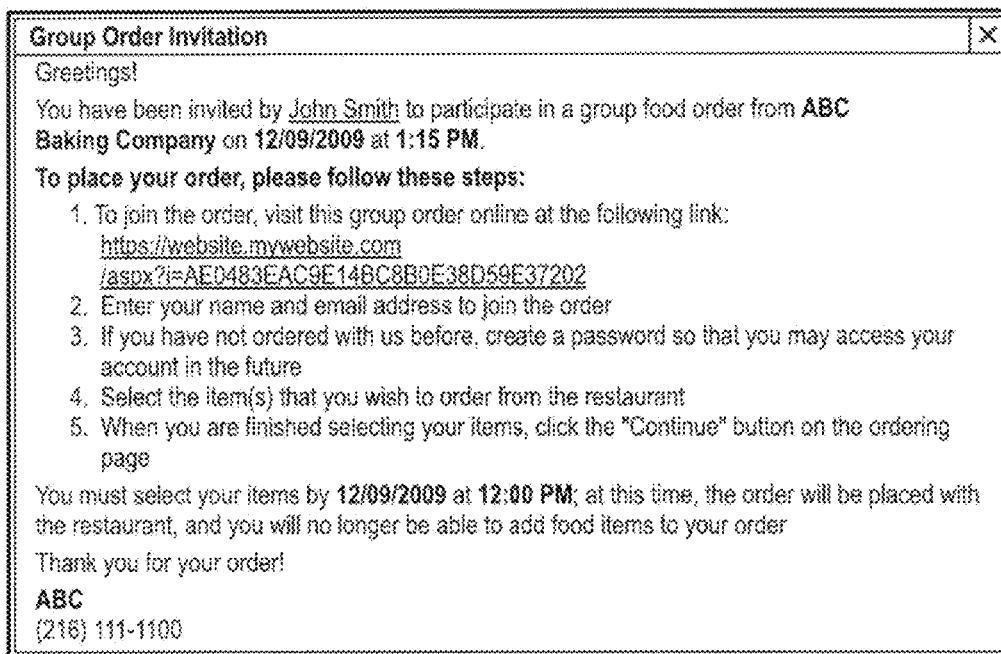 Group Order Invitation X
Greetings!
You have been invited by John Smith to participate in a group food order from ABC
Baking Company on 12/09/2009 at 1:15 PM.
To place your order, please follow these steps:
1. To join the order, visit this group order online at the following link:
https://website.mywebsite.com
/aspx?i=AE0483EAC9E14BC8B0E38D59E37202
2. Enter your name and email address to join the order
3. If you have not ordered with us before, create a password so that you may access your
account in the future
4. Select the item(s) that you wish to order from the restaurant
5. When you are finished selecting your items, click the "Continue" button on the ordering
page
You must select your items by 12/09/2009 at 12:00 PM; at this time, the order will be placed with
the restaurant, and you will no longer be able to add food items to your order
Thank you for your order!
ABC
(216) 111-1100